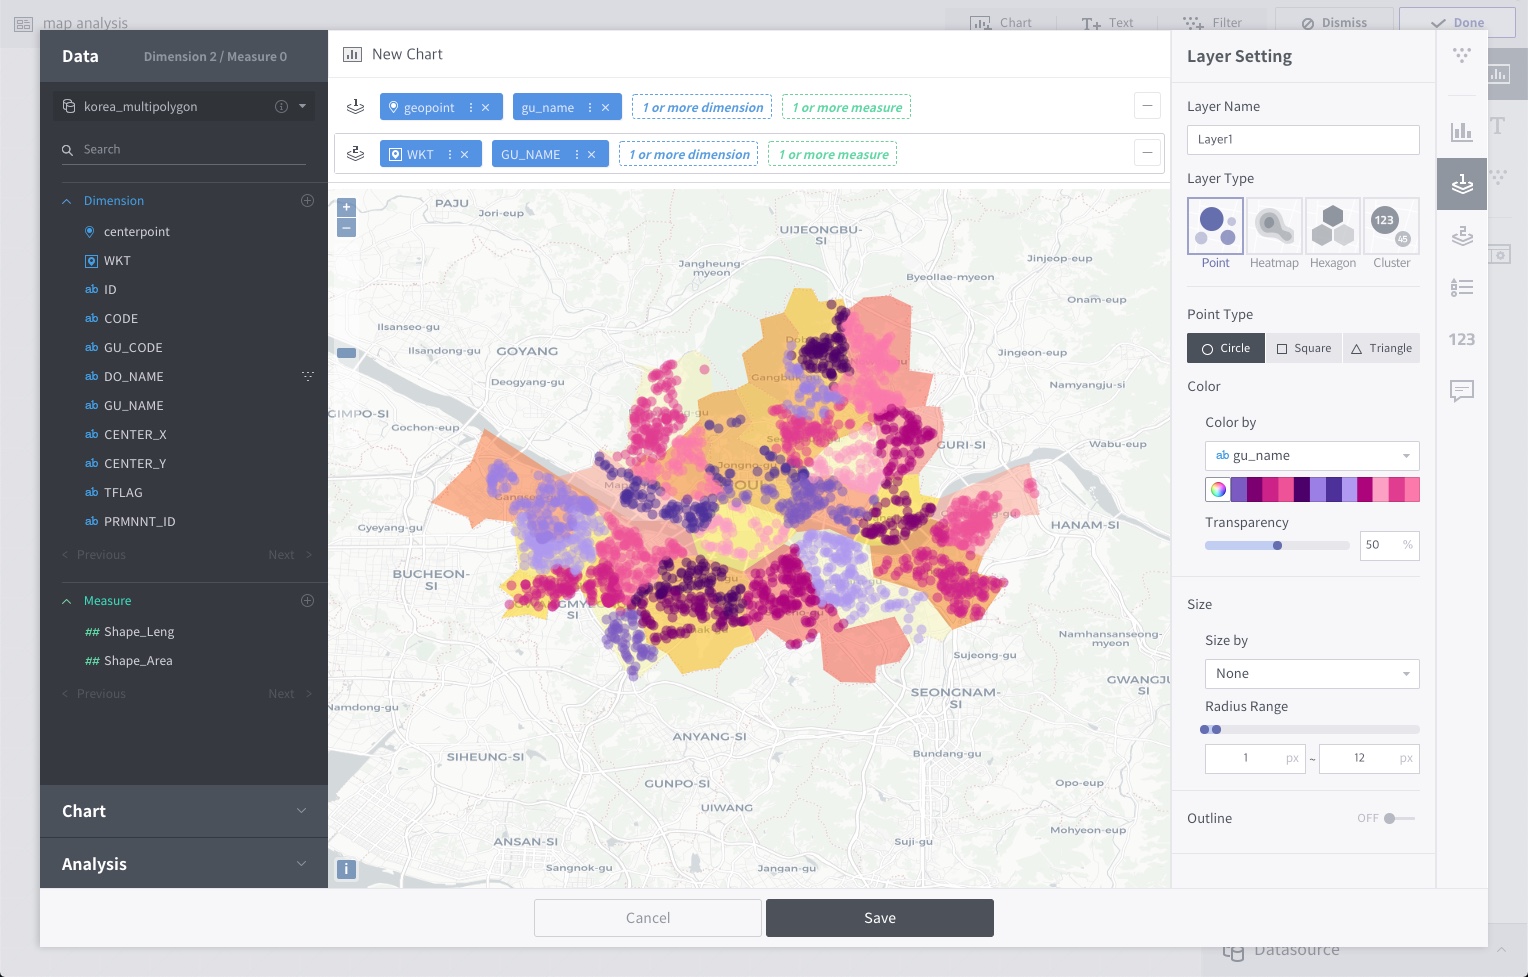 map analysis
Chart
Text
Filter
Dismiss
Done
Data
Dimension 2 / Measure 0
korea_multipolygon
Search
Dimension
centerpoint
WKT
ab ID
ab CODE
ab GU_CODE
ab DO_NAME
ab GU_NAME
ab CENTER_X
ab CENTER_Y
ab TFLAG
ab PRMNNT_ID
< Previous Next >
Measure
## Shape_Leng
## Shape_Area
< Previous Next >
Chart
Analysis
New Chart
1 geopoint gu_name 1 or more dimension 1 or more measure
2 WKT GU_NAME 1 or more dimension 1 or more measure
+
−
PAJU
Jori-eup
UIJEONGBU-
SI
Jangheung-
myeon
Jinjeop-eup
Byeollae-myeon
Onam-eup
Ilsanseo-gu
Ilsandong-gu
GOYANG
Jingeon-eup
Deogyang-gu
Namyangju-si
GIMPO-SI
Gochon-eup
GURI-SI
Wabu-eup
Gyeyang-gu
HANAM-SI
BUCHEON-
SI
SI
Namhansanseong-
myeon
Sujeong-gu
GWANGJU
SI
SEONGNAM-
SI
Namdong-gu
ANYANG-SI
SIHEUNG-SI
Bundang-gu
GUNPO-SI
Opo-eup
UIWANG
Mohyeon-eup
ANSAN-SI
Suji-gu
Sangnok-gu
Jangan-gu
i
Layer Setting
Layer Name
Layer1
Layer Type
123
45
Point
Heatmap
Hexagon
Cluster
Point Type
Circle
Square
Triangle
Color
Color by
ab gu_name
Transparency
50 %
Size
Size by
None
Radius Range
1 px ~ 12 px
Outline
OFF
1
2
123
T
Cancel
Save
Datasource